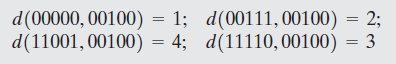 d(00000, 00100) = 1; d(00111, 00100) = 2;
d(11001, 00100) = 4; d(11110, 00100) = 3